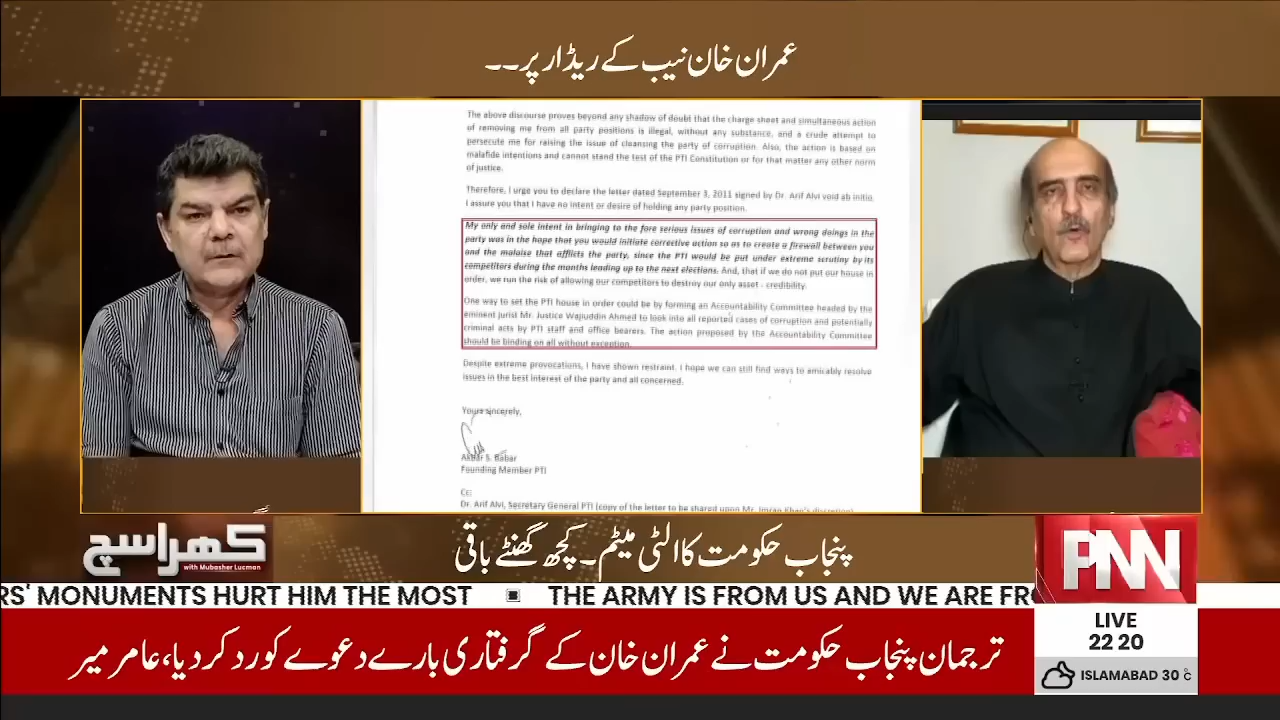 عمران خان نیب کے ریڈار پر۔۔
The above discourse proves beyond any shadow of doubt that the charge sheet and simultaneous action
of removing me from all party positions is illegal, without any substance, and a crude attempt to
persecute me for raising the issue of cleansing the party of corruption. Also, the action is based on
malafide intentions and cannot stand the test of the PTI Constitution or for that matter any other norm
of justice.
Therefore, I urge you to declare the letter dated September 3, 2011 signed by Dr. Arif Alvi void ab initio.
I assure you that I have no intent or desire of holding any party position.
My only and sole intent in bringing to the fore serious issues of corruption and wrong doings in the
party was in the hope that you would initiate corrective action so as to create a firewall between you
and the malaise that afflicts the party, since the PTI would be put under extreme scrutiny by its
competitors during the months leading up to the next elections. And, that if we do not put our house in
order, we run the risk of allowing our competitors to destroy our only asset - credibility.
One way to set the PTI house in order could be by forming an Accountability Committee headed by the
eminent jurist Mr. Justice Wajiuddin Ahmed to look into all reported cases of corruption and potentially
criminal acts by PTI staff and office bearers. The action proposed by the Accountability Committee
should be binding on all without exception.
Despite extreme provocations, I have shown restraint. I hope we can still find ways to amicably resolve
issues in the best interest of the party and all concerned.
Yours sincerely,
Akbar S. Babar
Founding Member PTI
Cc:
Dr. Arif Alvi, Secretary General PTI (copy of the letter to be shared upon Mr. Imran Khan's discretion)
کھرا سچ
with Mubasher Lucman
پنجاب حکومت کا الٹی میٹم۔ کچھ گھنٹے باقی
PNN
RS' MONUMENTS HURT HIM THE MOST THE ARMY IS FROM US AND WE ARE FRO
LIVE
22 20
ISLAMABAD 30 °C
ترجمان پنجاب حکومت نے عمران خان کے گرفتاری بارے دعوے کو رد کر دیا، عامر میر